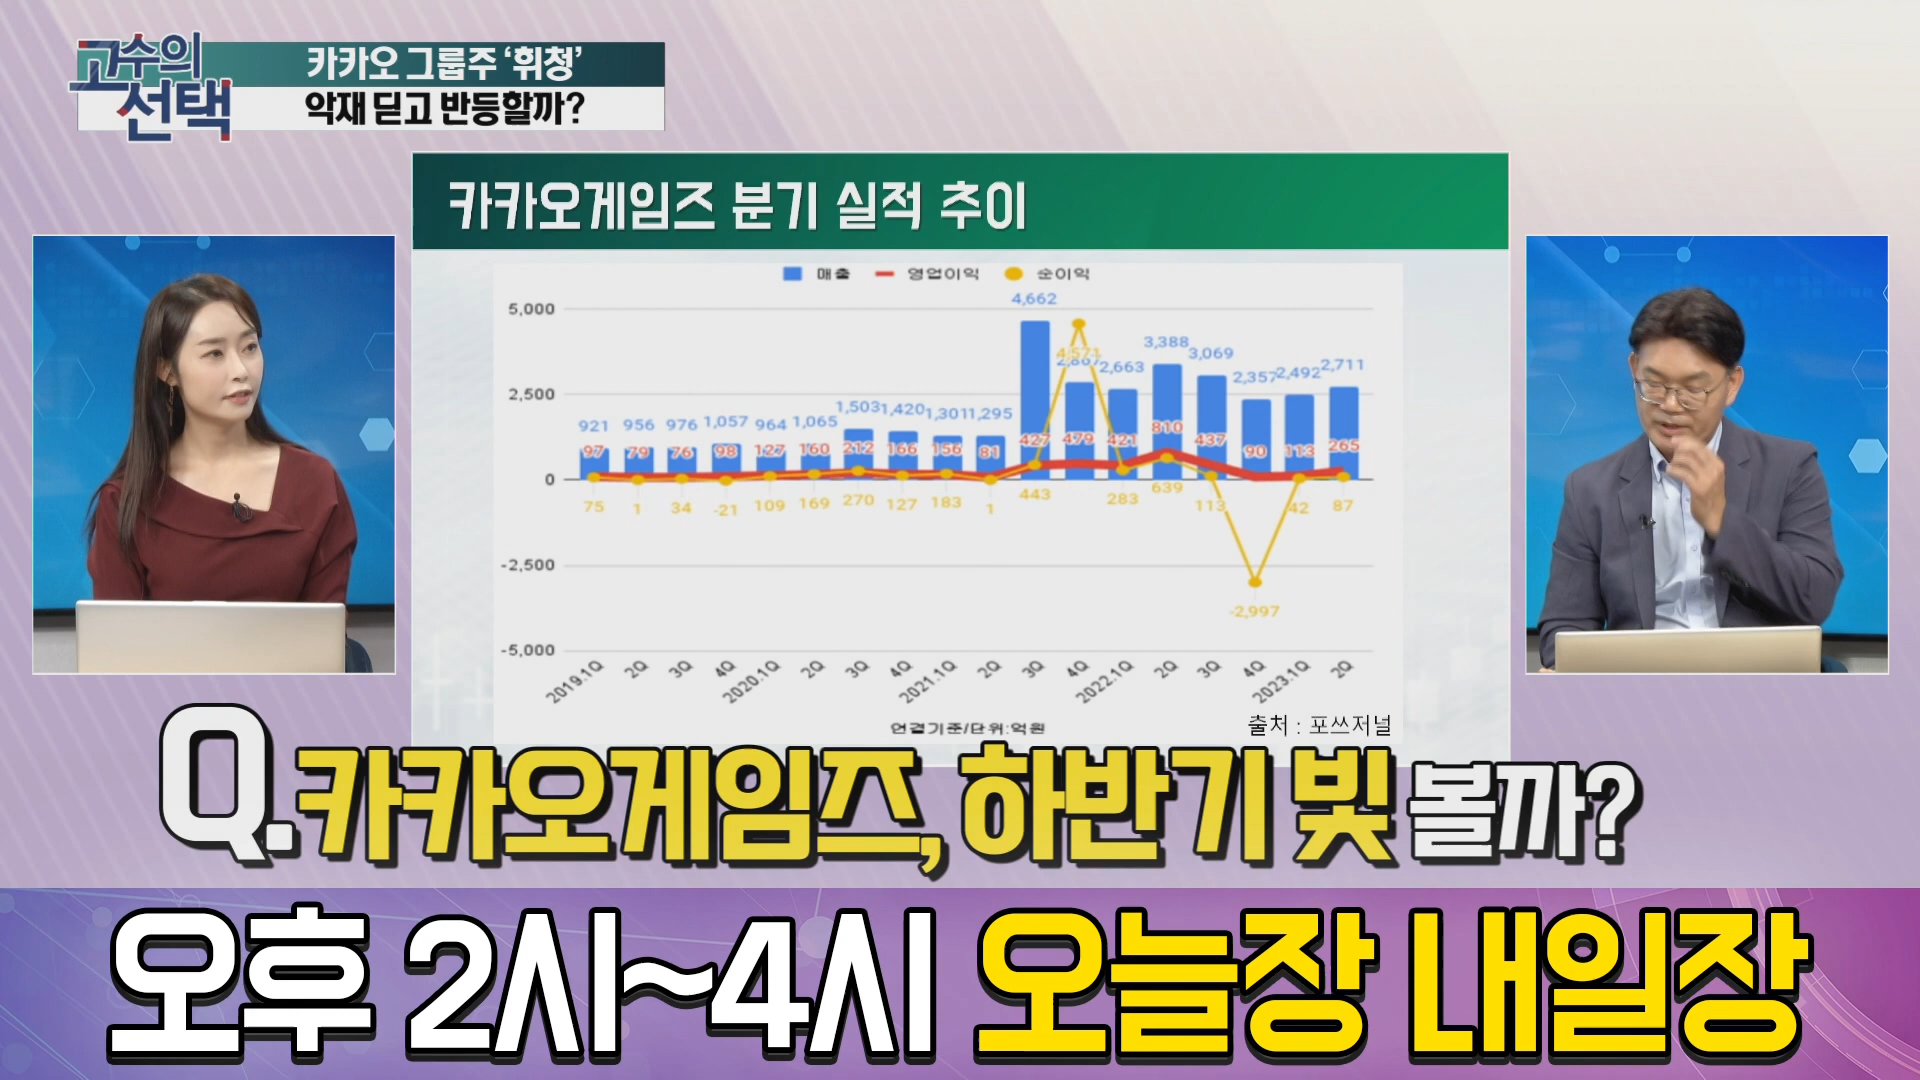 고수의
선택
카카오 그룹주 ‘휘청’
악재 딛고 반등할까?
카카오게임즈 분기 실적 추이
매출 영업이익 순이익
5,000
2,500
0
-2,500
-5,000
921 956 976 1,057 964 1,065 1,503 1,420 1,301 1,295 4,662 2,867 2,663 3,388 3,069 2,357 2,492 2,711
97 79 76 98 127 160 212 166 156 81 427 479 421 810 437 90 113 265
75 1 34 -21 109 169 270 127 183 1 443 4,571 283 639 113 -2,997 42 87
2019.1Q 2Q 3Q 4Q 2020.1Q 2Q 3Q 4Q 2021.1Q 2Q 3Q 4Q 2022.1Q 2Q 3Q 4Q 2023.1Q 2Q
연결기준/단위:억원
출처 : 포쓰저널
Q. 카카오게임즈, 하반기 빛 볼까?
오후 2시~4시 오늘장 내일장